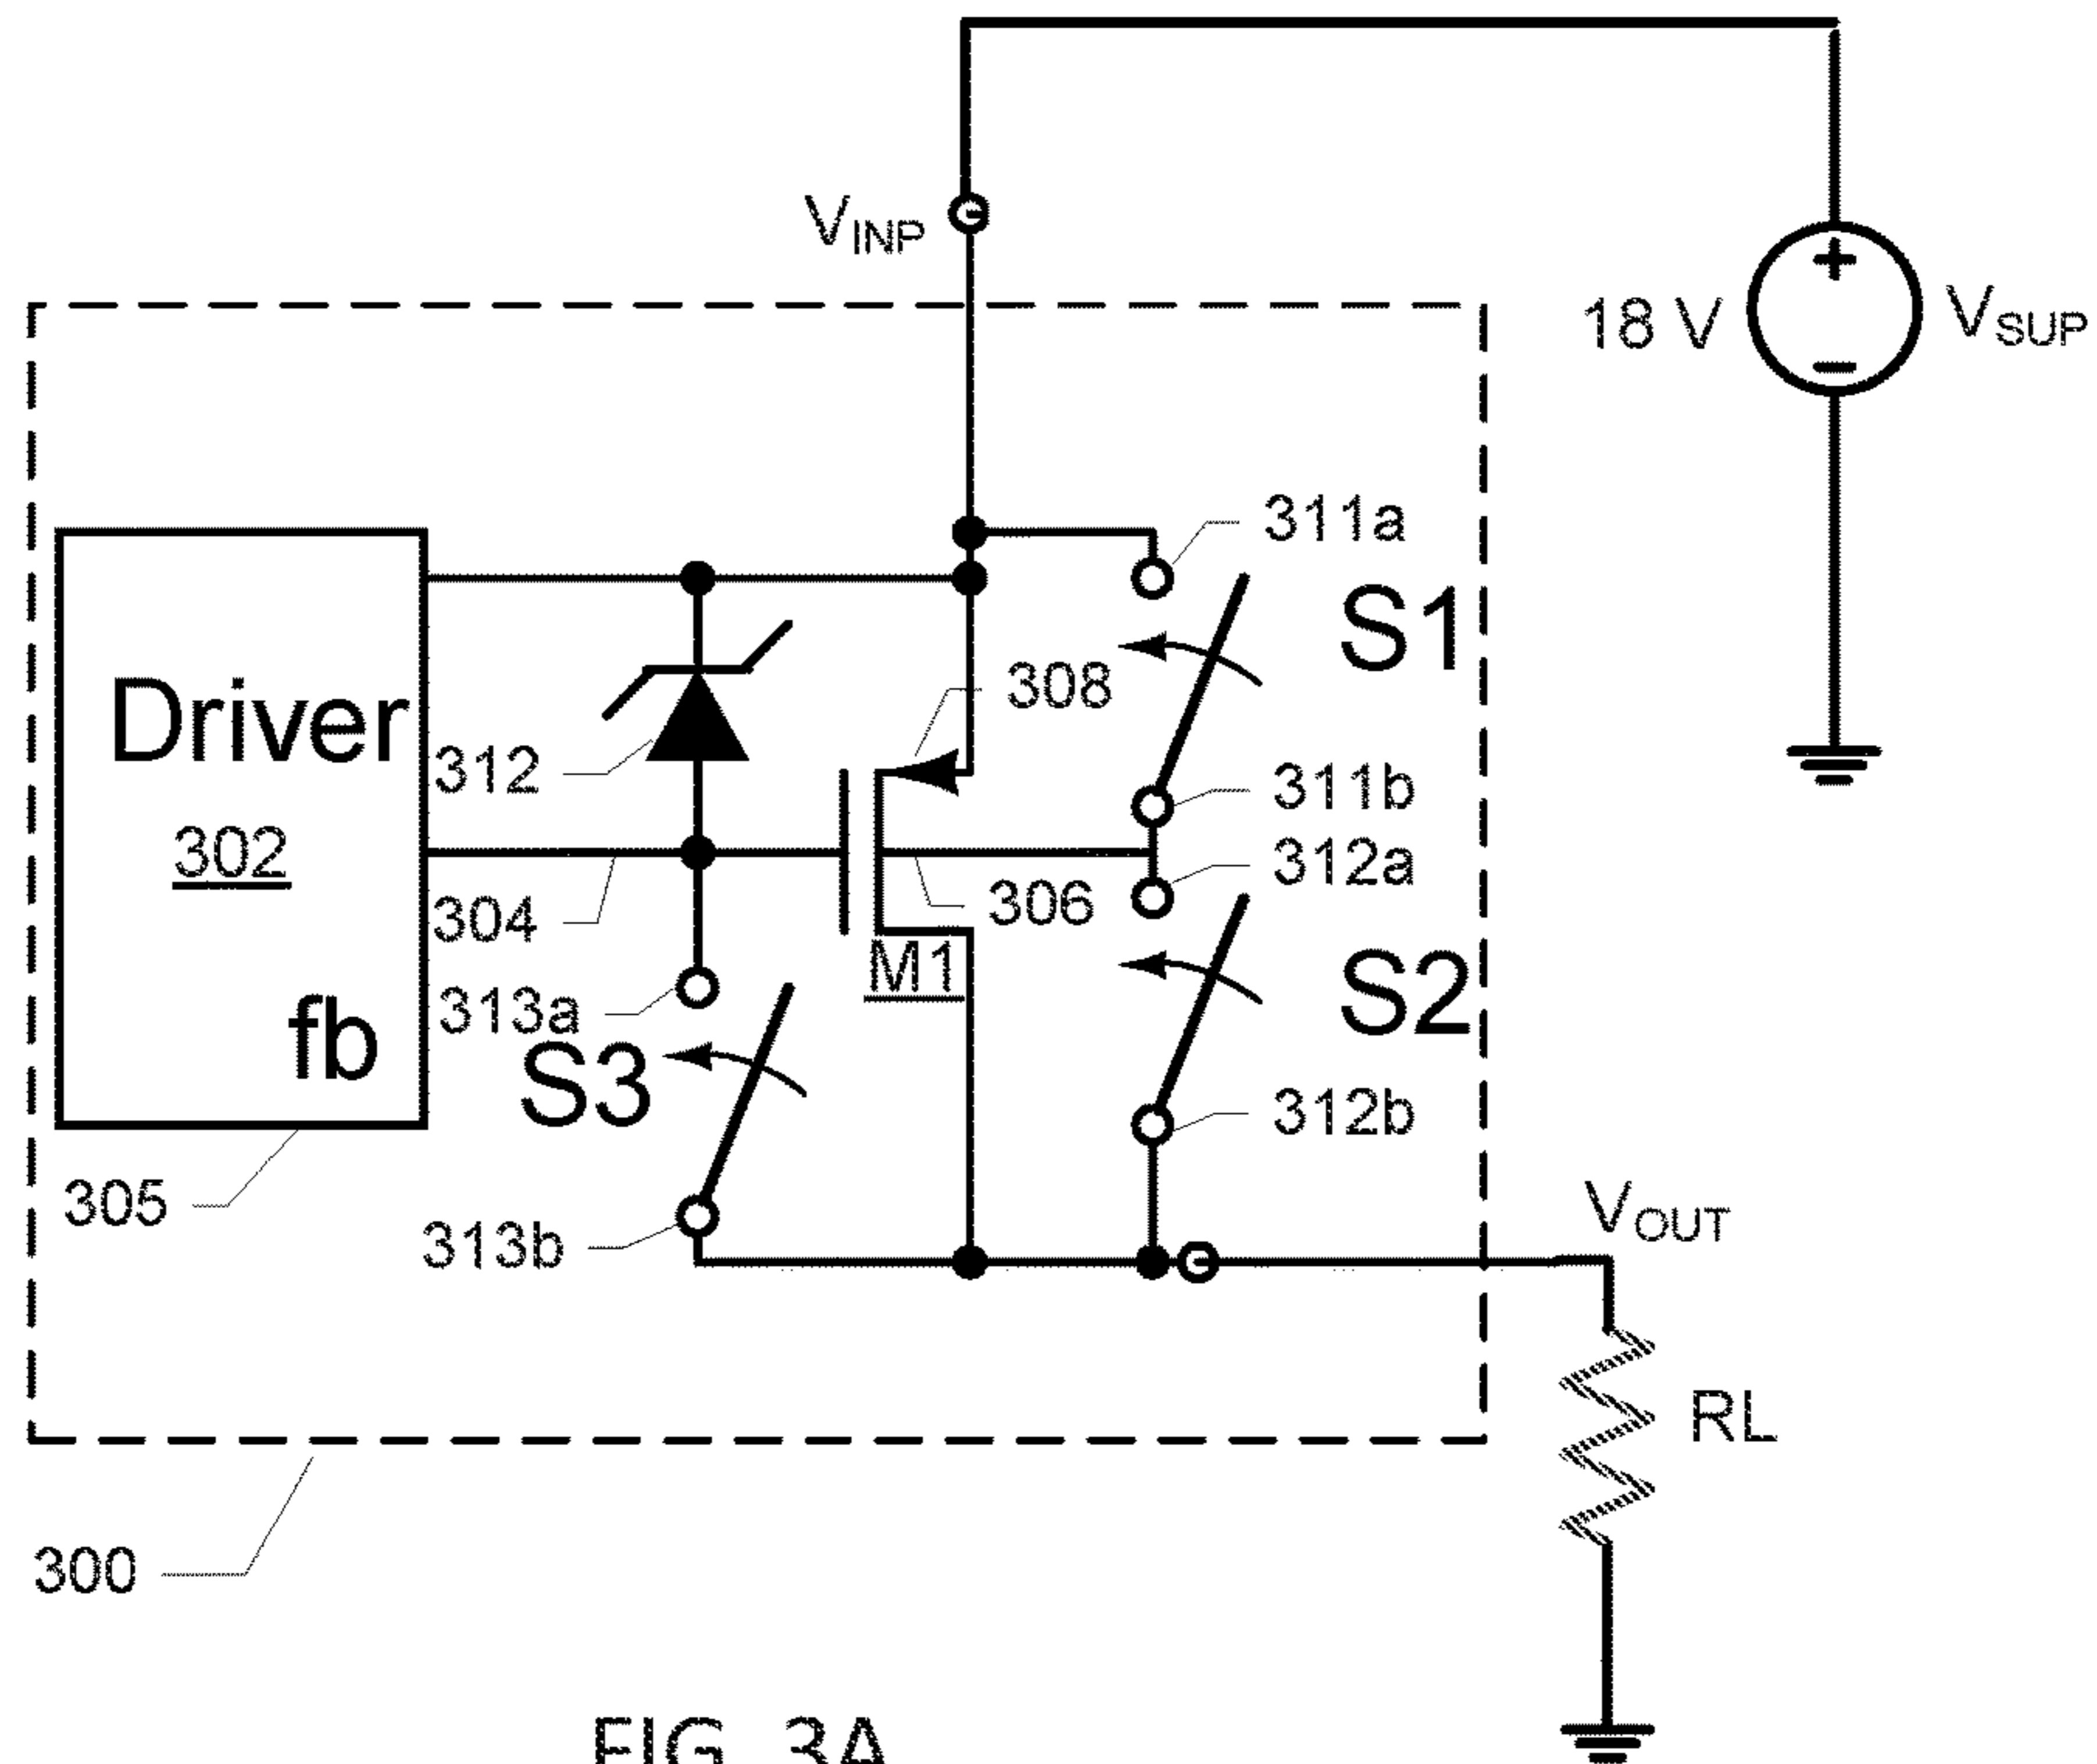 VINP
18 V
VSUP
311a
S1
308
Driver
302
312
311b
312a
304
306
M1
313a
S2
fb
S3
312b
305
313b
VOUT
RL
300
FIG. 3A